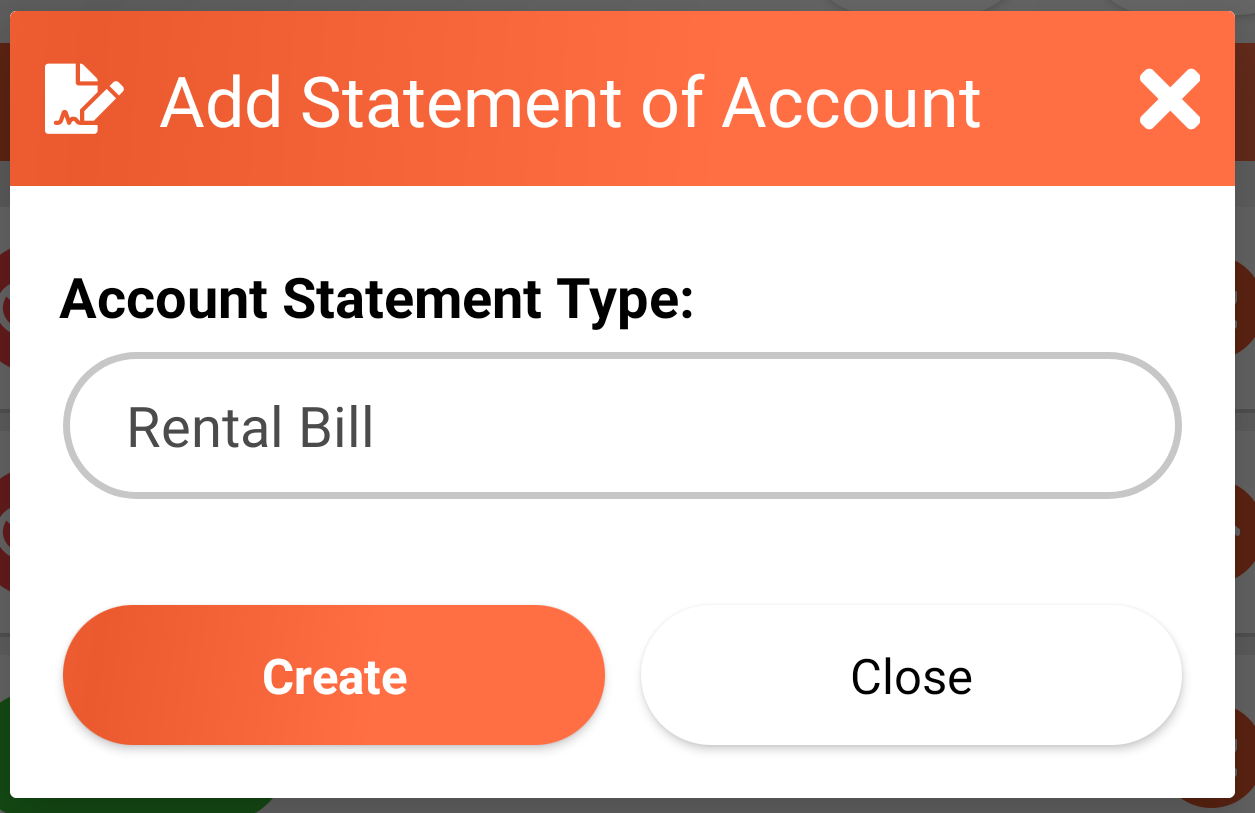 Add Statement of Account
Account Statement Type:
Rental Bill
Create
Close